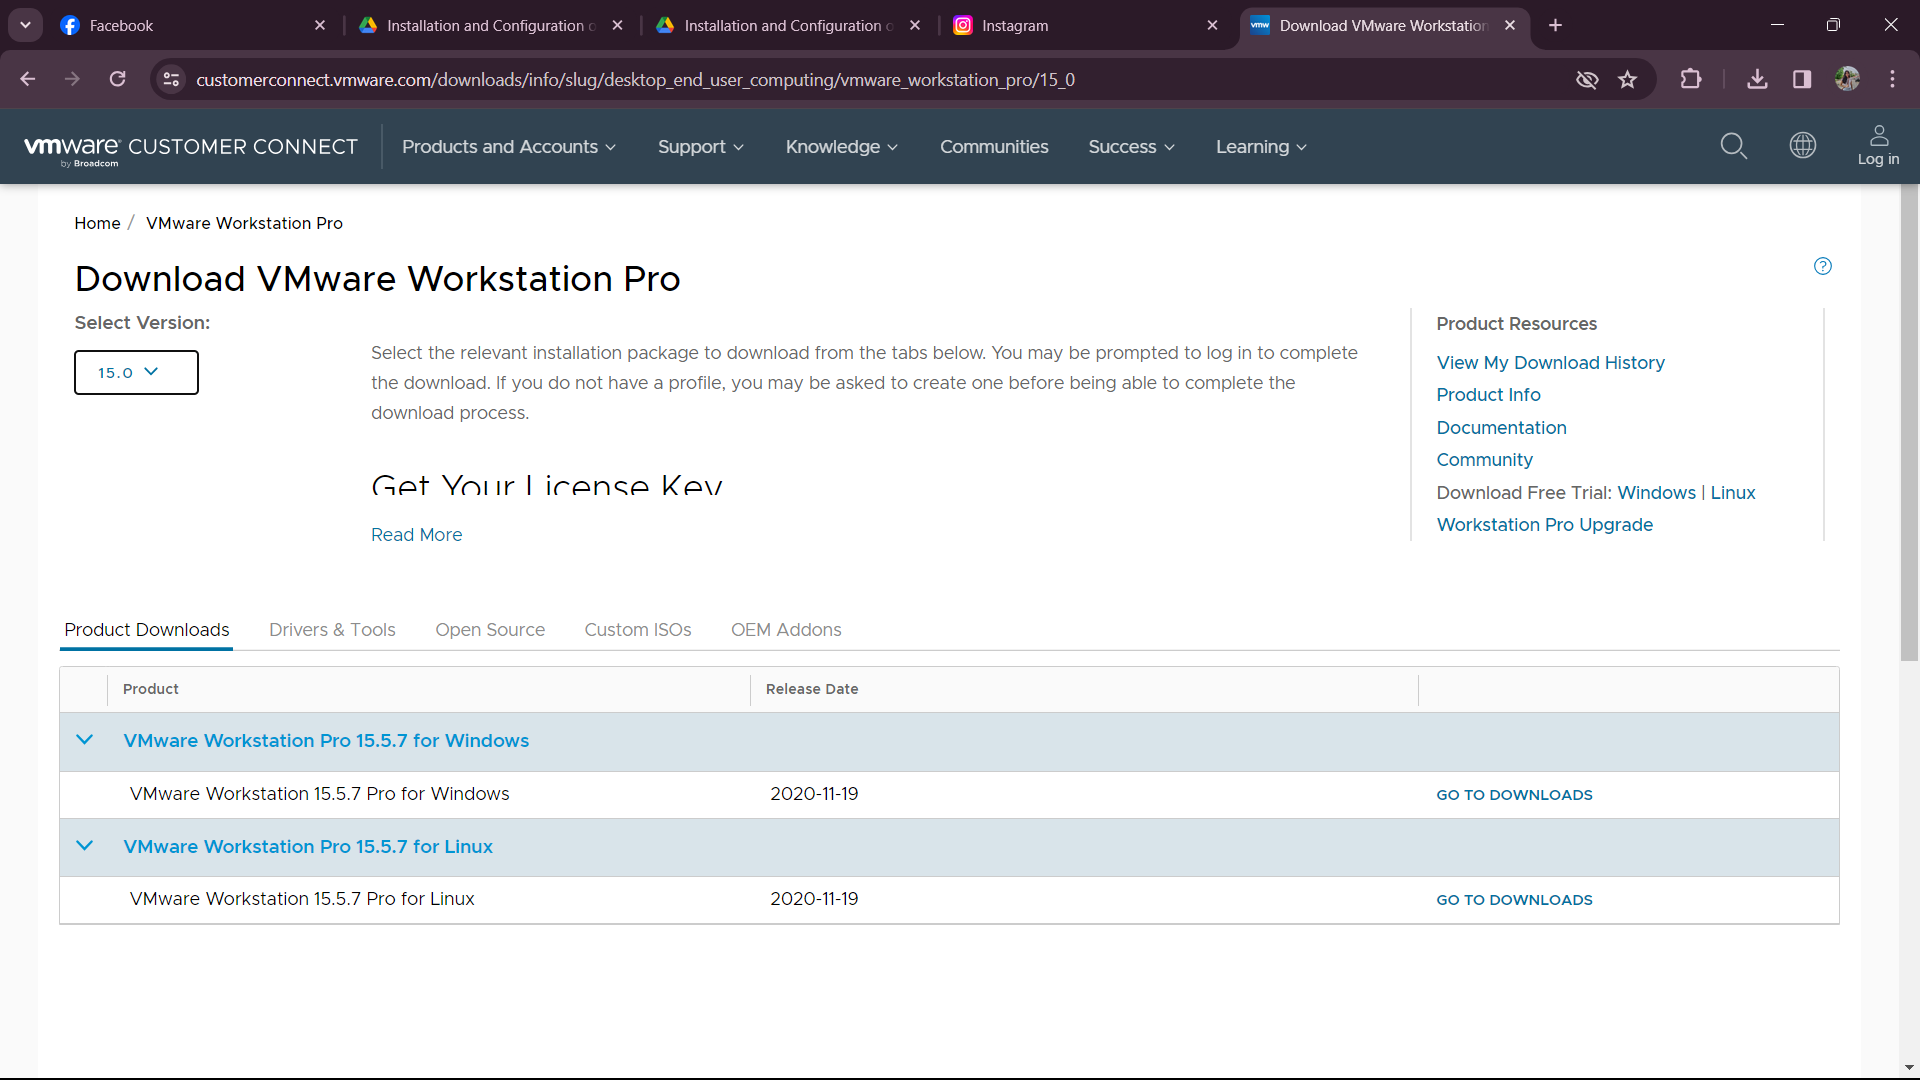 Facebook
Installation and Configuration o
Installation and Configuration o
Instagram
Download VMware Workstation
customerconnect.vmware.com/downloads/info/slug/desktop_end_user_computing/vmware_workstation_pro/15_0
vmware CUSTOMER CONNECT
by Broadcom
Products and Accounts
Support
Knowledge
Communities
Success
Learning
Log in
Home / VMware Workstation Pro
Download VMware Workstation Pro
Select Version:
15.0
Select the relevant installation package to download from the tabs below. You may be prompted to log in to complete
the download. If you do not have a profile, you may be asked to create one before being able to complete the
download process.
Get Your License Key
Read More
Product Resources
View My Download History
Product Info
Documentation
Community
Download Free Trial: Windows | Linux
Workstation Pro Upgrade
Product Downloads
Drivers & Tools
Open Source
Custom ISOs
OEM Addons
Product
Release Date
VMware Workstation Pro 15.5.7 for Windows
VMware Workstation 15.5.7 Pro for Windows
2020-11-19
GO TO DOWNLOADS
VMware Workstation Pro 15.5.7 for Linux
VMware Workstation 15.5.7 Pro for Linux
2020-11-19
GO TO DOWNLOADS